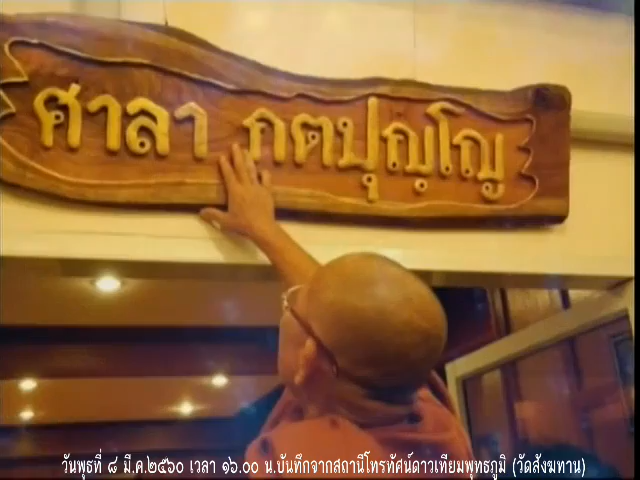 ศาลา กตปุญฺโญ
วันพุธที่ ๘ มี.ค.๒๕๖๐ เวลา ๑๖.๐๐ น.บันทึกจากสถานีโทรทัศน์ดาวเทียมพุทธภูมิ (วัดสังฆทาน)